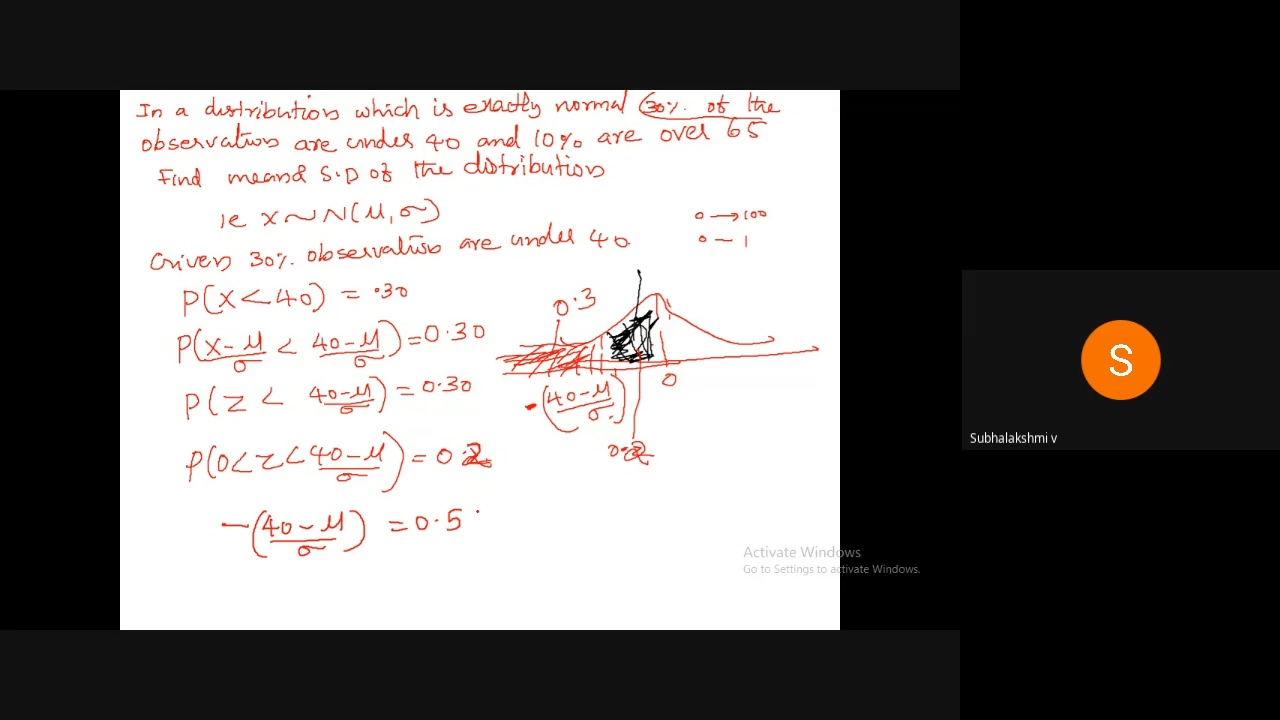 In a distribution which is exactly normal 30% of the
observation are under 40 and 10% are over 65
Find mean S.D of the distribution
ie X ~ N(μ, σ)
0 → 100
0 — 1
Given 30% observation are under 40
P(X < 40) = .30
P(X-μ/σ < 40-μ/σ) = 0.30
P(Z < 40-μ/σ) = 0.30
P(0 < Z < 40-μ/σ) = 0.2
-(40-μ/σ) = 0.5
0.3
-(40-μ/σ)
0
0.2
Activate Windows
Go to Settings to activate Windows.
S
Subhalakshmi v